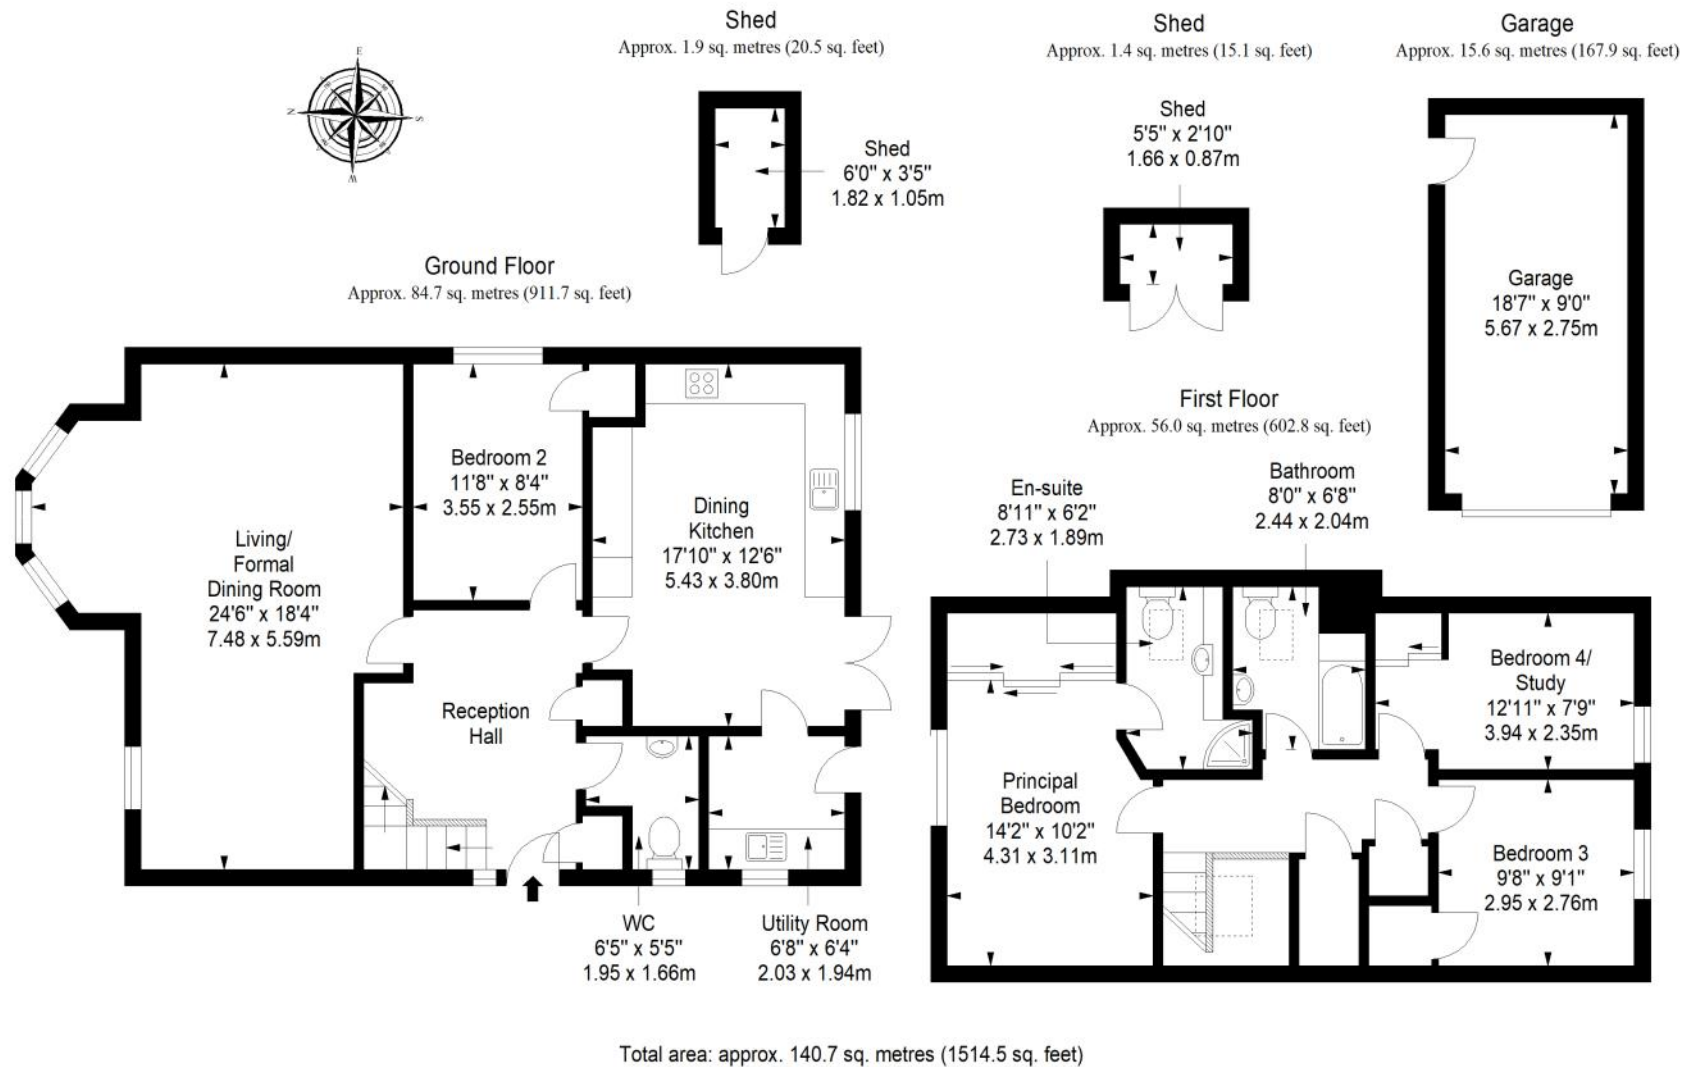 Shed
Approx. 1.9 sq. metres (20.5 sq. feet)
Shed
Approx. 1.4 sq. metres (15.1 sq. feet)
Garage
Approx. 15.6 sq. metres (167.9 sq. feet)
E
N
S
W
Shed
6'0" x 3'5"
1.82 x 1.05m
Shed
5'5" x 2'10"
1.66 x 0.87m
Garage
18'7" x 9'0"
5.67 x 2.75m
Ground Floor
Approx. 84.7 sq. metres (911.7 sq. feet)
Living/
Formal
Dining Room
24'6" x 18'4"
7.48 x 5.59m
Bedroom 2
11'8" x 8'4"
3.55 x 2.55m
Dining
Kitchen
17'10" x 12'6"
5.43 x 3.80m
Reception
Hall
WC
6'5" x 5'5"
1.95 x 1.66m
Utility Room
6'8" x 6'4"
2.03 x 1.94m
First Floor
Approx. 56.0 sq. metres (602.8 sq. feet)
En-suite
8'11" x 6'2"
2.73 x 1.89m
Bathroom
8'0" x 6'8"
2.44 x 2.04m
Principal
Bedroom
14'2" x 10'2"
4.31 x 3.11m
Bedroom 4/
Study
12'11" x 7'9"
3.94 x 2.35m
Bedroom 3
9'8" x 9'1"
2.95 x 2.76m
Total area: approx. 140.7 sq. metres (1514.5 sq. feet)